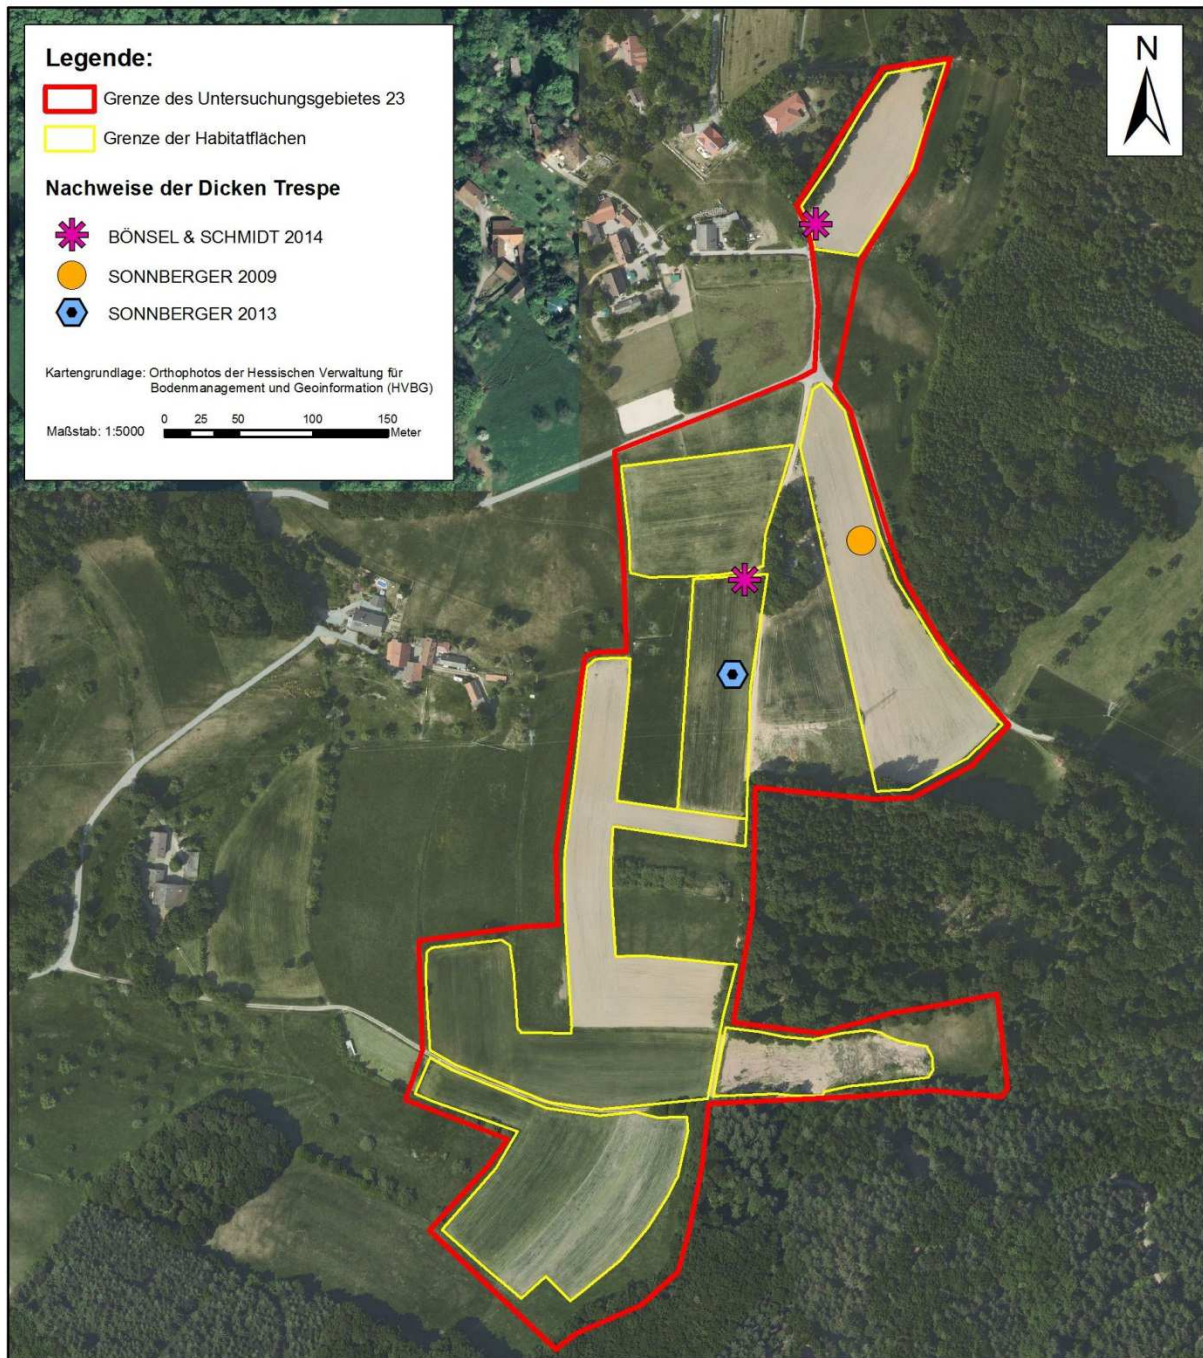 Legende:
Grenze des Untersuchungsgebietes 23
Grenze der Habitatflächen
Nachweise der Dicken Trespe
BÖNSEL & SCHMIDT 2014
SONNBERGER 2009
SONNBERGER 2013
Kartengrundlage: Orthophotos der Hessischen Verwaltung für
Bodenmanagement und Geoinformation (HVBG)
0 25 50 100 150
Maßstab: 1:5000 Meter
N